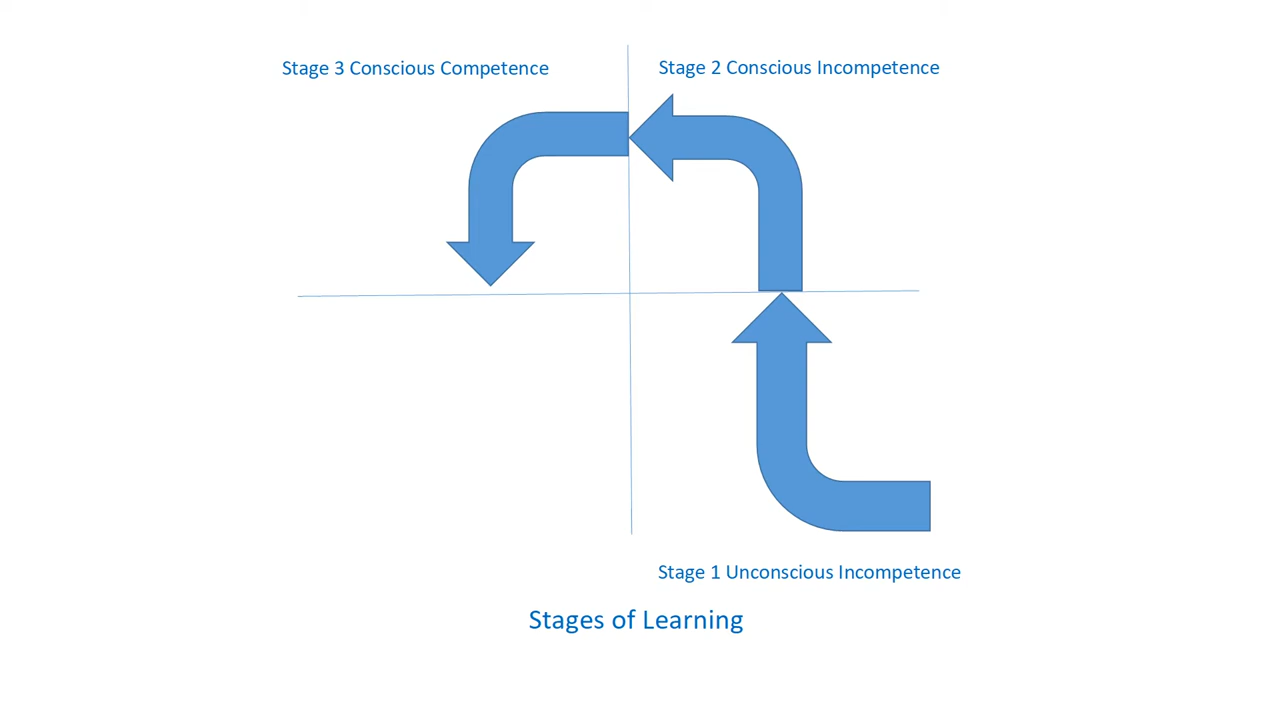 Stage 3 Conscious Competence
Stage 2 Conscious Incompetence
Stage 1 Unconscious Incompetence
Stages of Learning